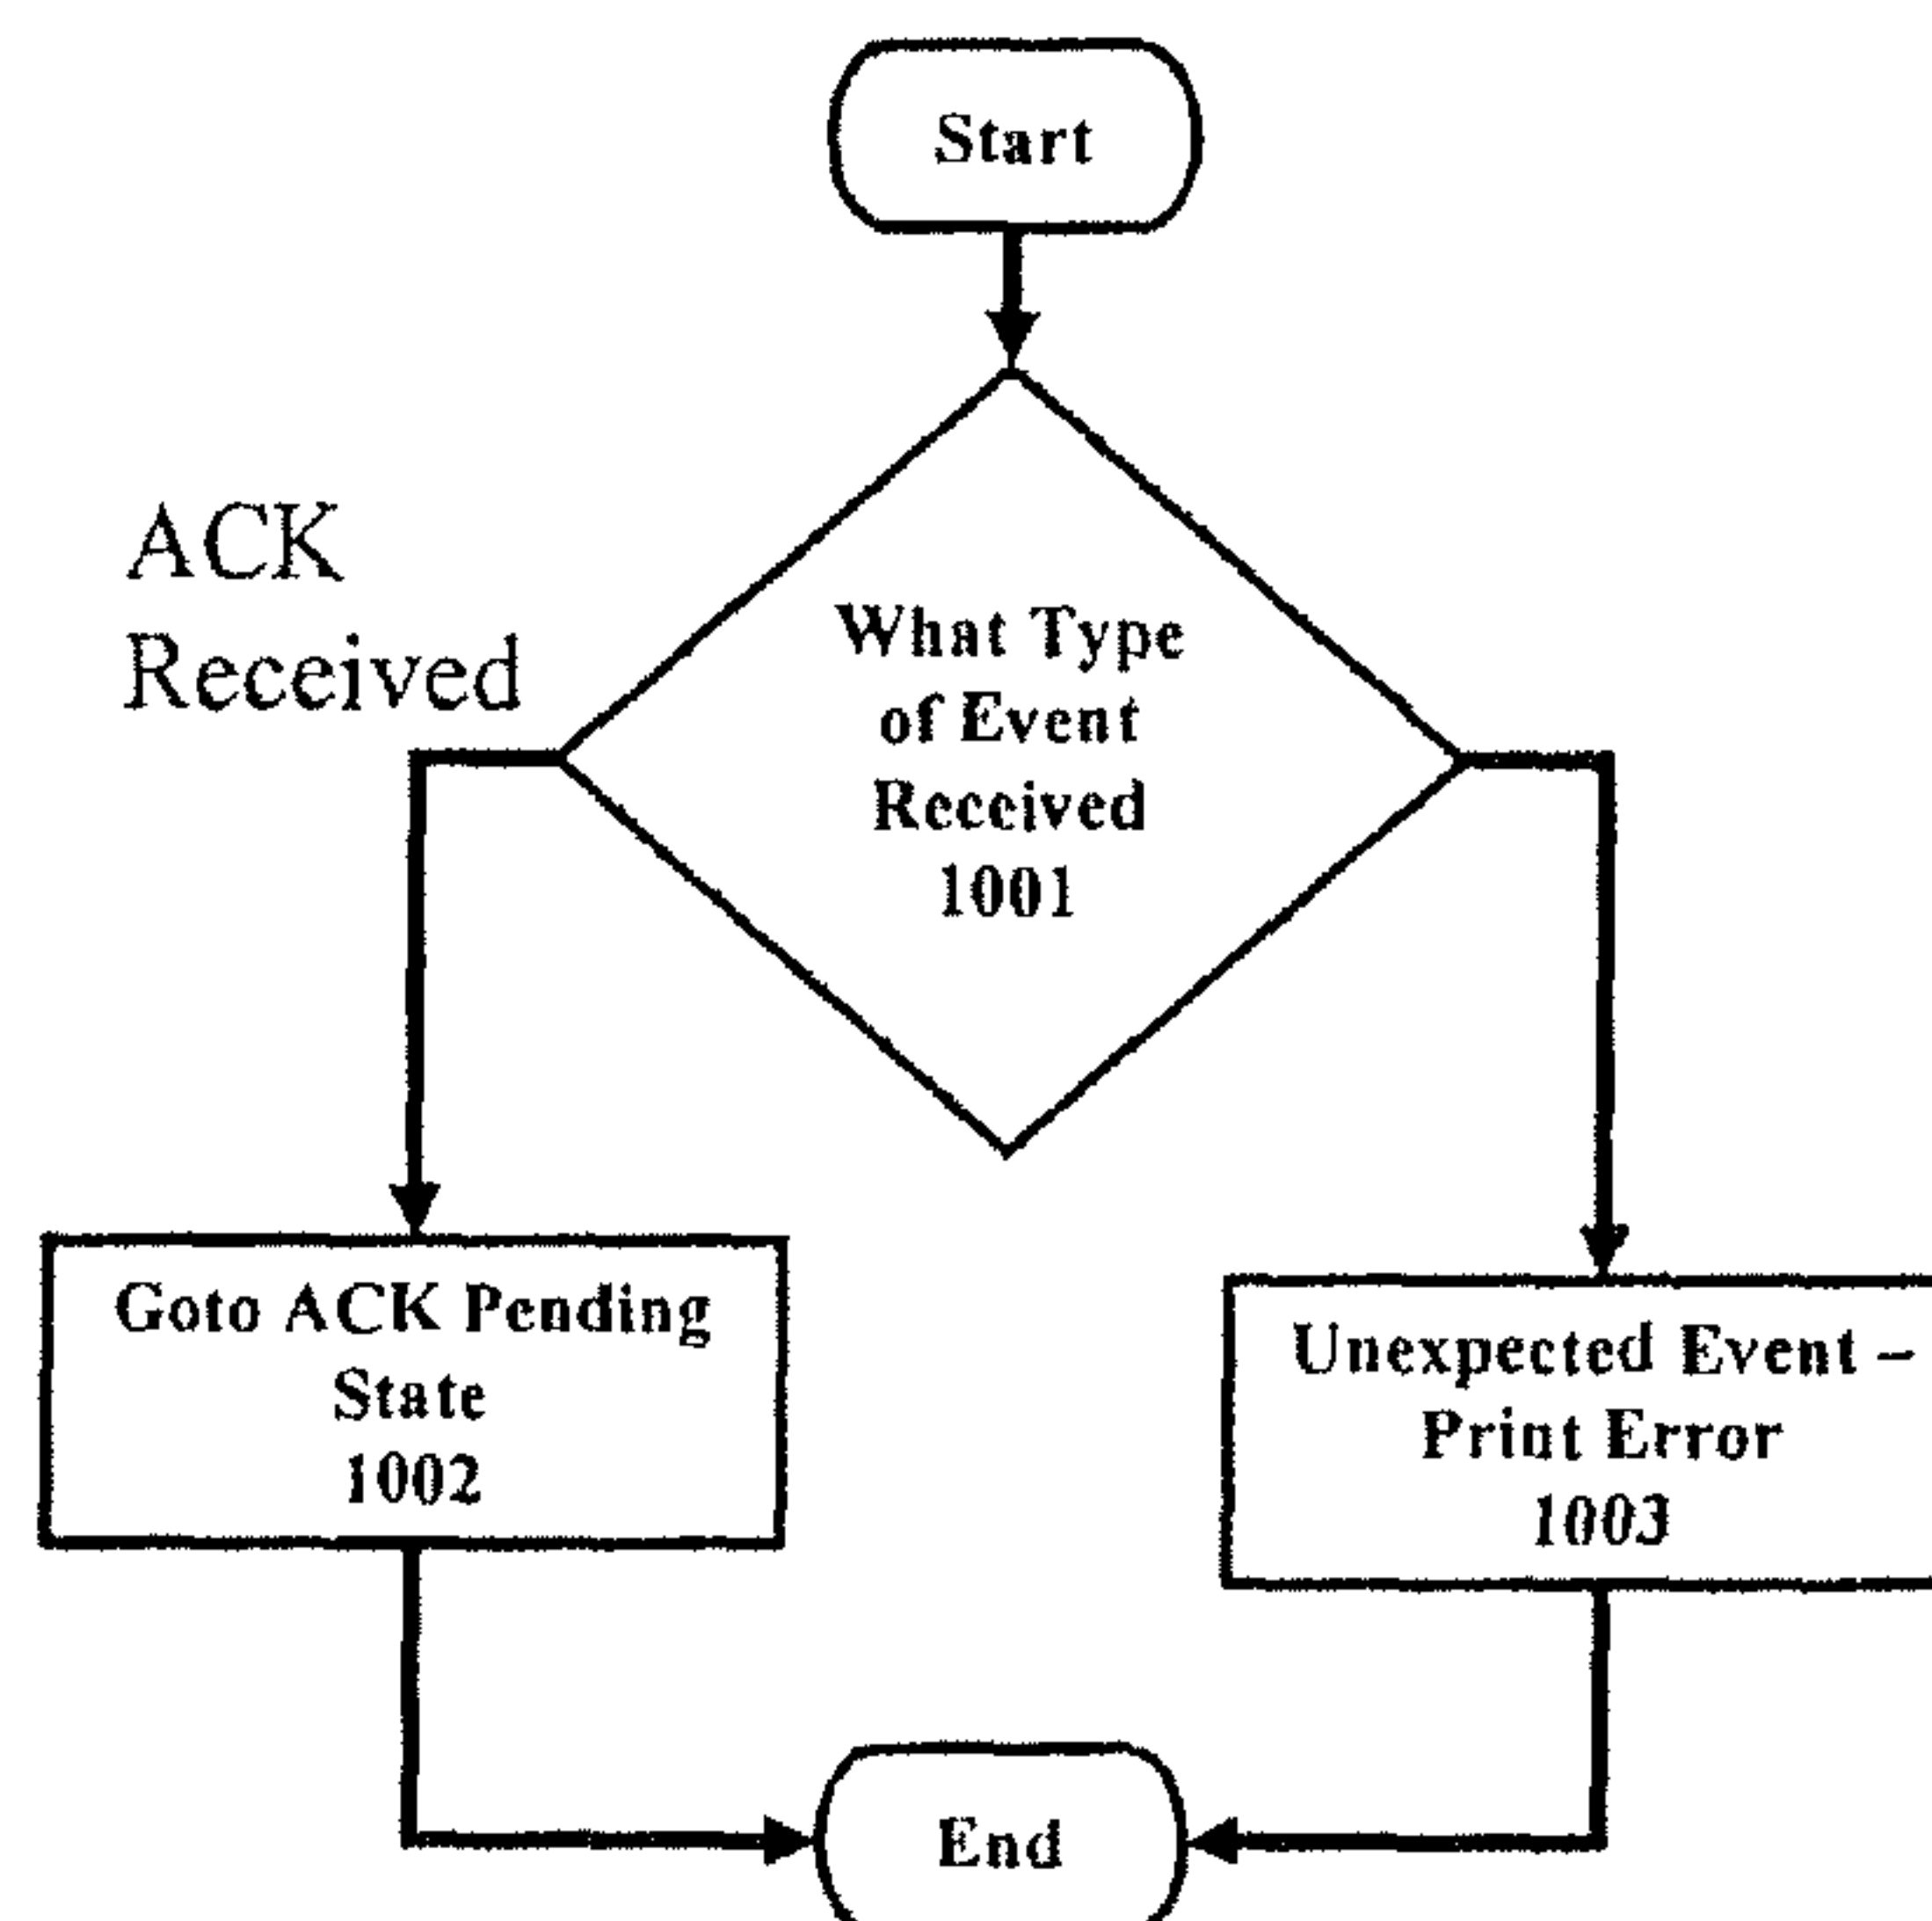 Start
ACK
Received
What Type
of Event
Received
1001
Goto ACK Pending
State
1002
Unexpected Event –
Print Error
1003
End